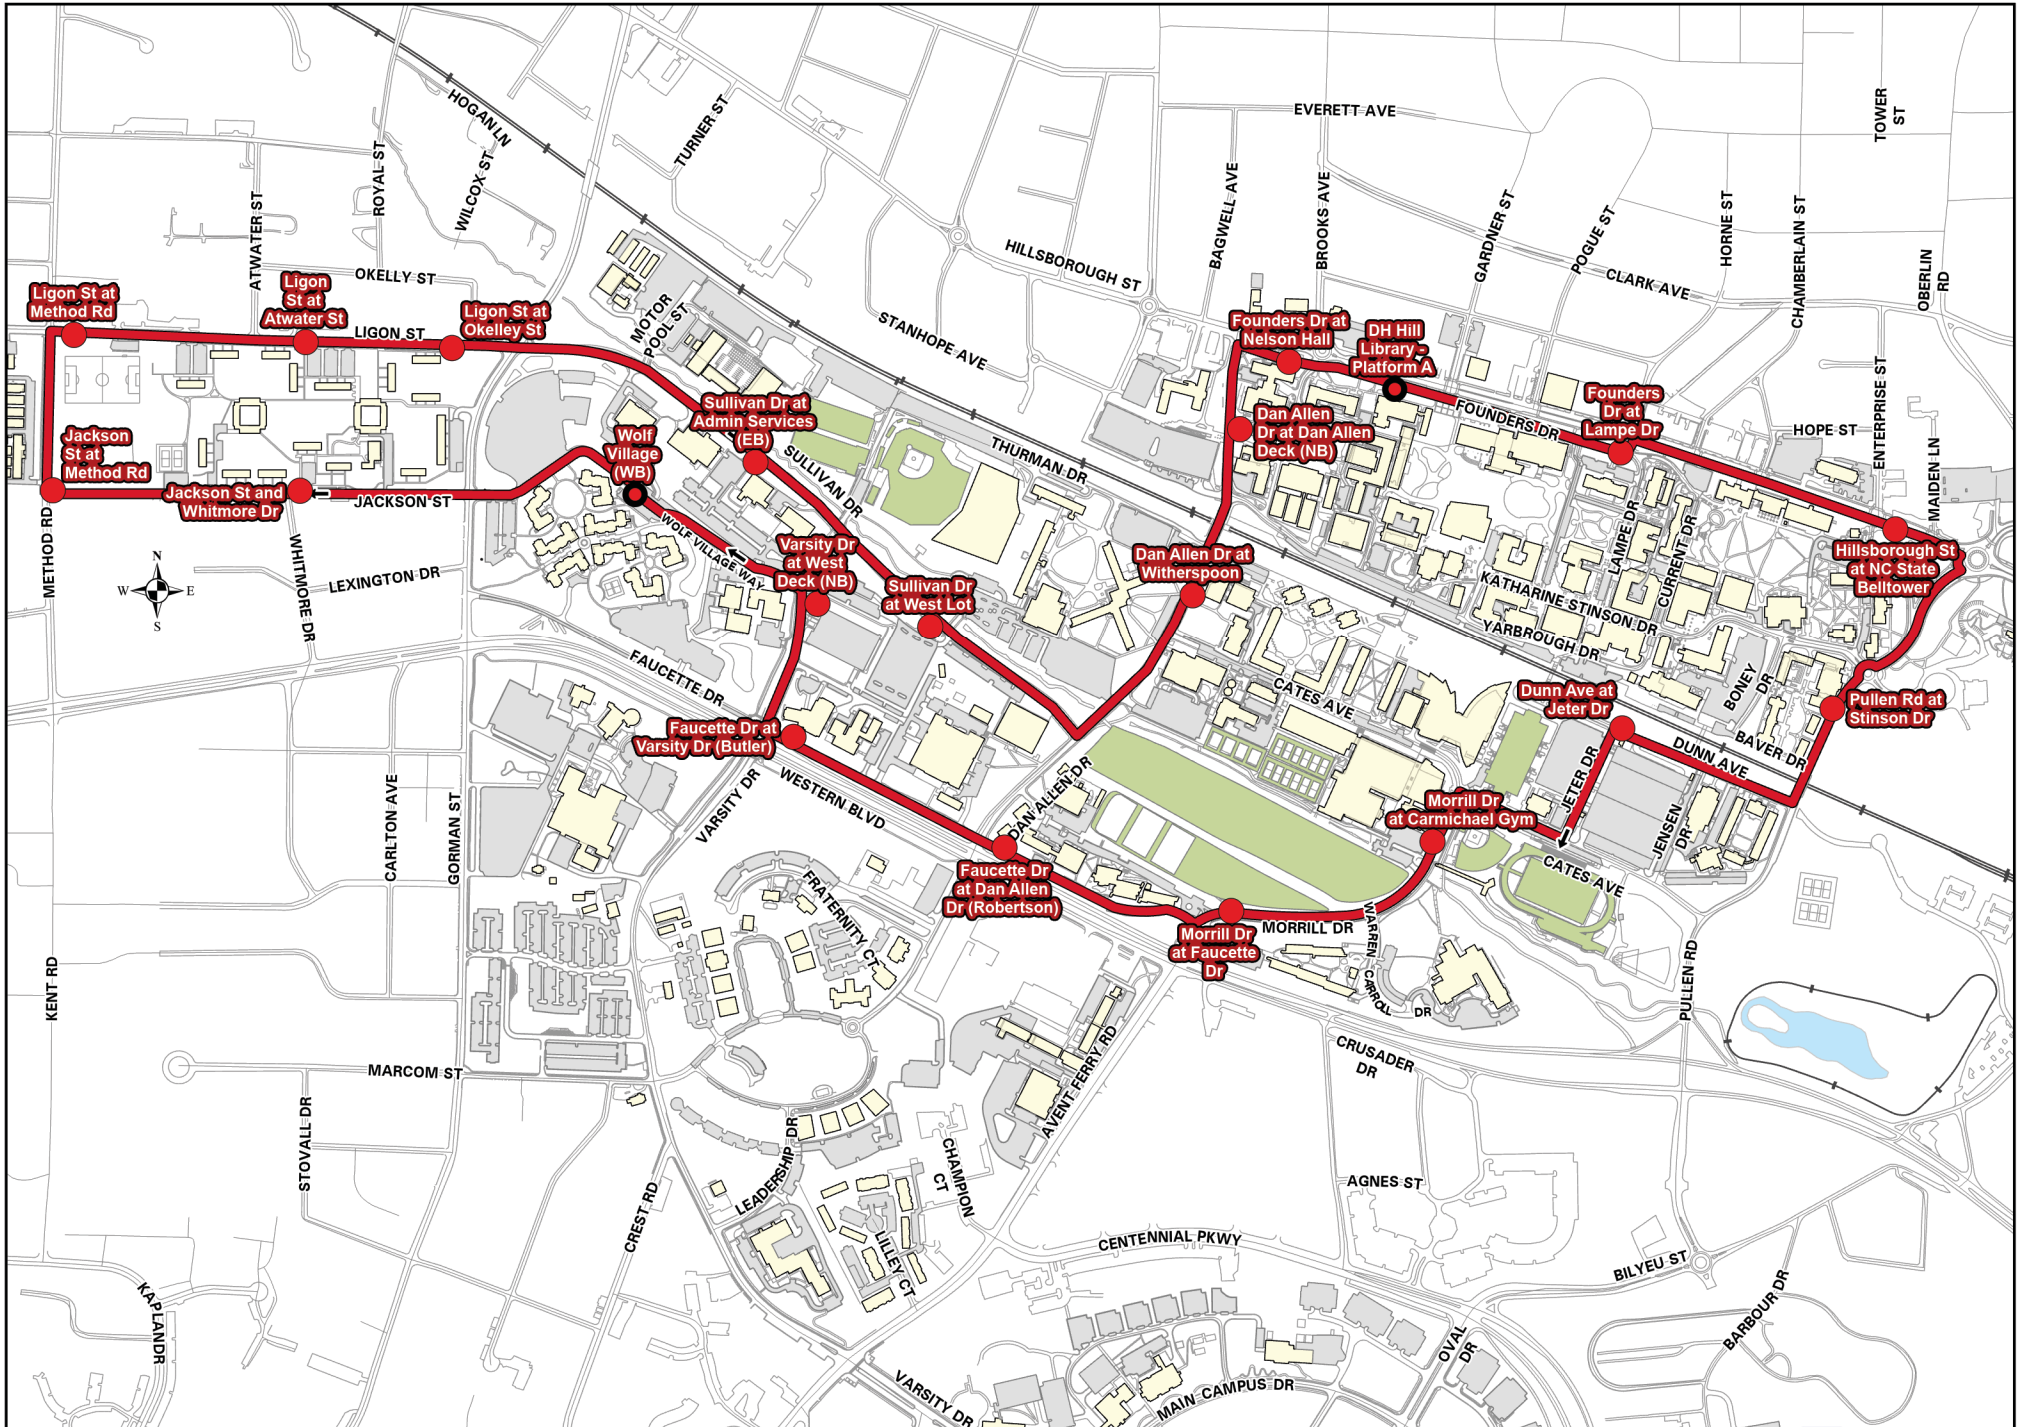 HOGAN LN
TURNER ST
EVERETT AVE
TOWER
ST
ROYAL ST
WILCOX ST
ATWATER ST
BAGWELL AVE
BROOKS AVE
GARDNER ST
POGUE ST
HORNE ST
CHAMBERLAIN ST
OBERLIN
RD
HILLSBOROUGH ST
CLARK AVE
OKELLY ST
Ligon St at
Method Rd
Ligon
St at
Atwater St
Ligon St at
Okelley St
LIGON ST
MOTOR
POOL ST
STANHOPE AVE
Founders Dr at
Nelson Hall
DH Hill
Library -
Platform A
Founders
Dr at
Lampe Dr
FOUNDERS DR
HOPE ST
ENTERPRISE ST
MAIDEN LN
Sullivan Dr at
Admin Services
(EB)
Dan Allen
Dr at Dan Allen
Deck (NB)
Wolf
Village
(WB)
Jackson
St at
Method Rd
THURMAN DR
SULLIVAN DR
Jackson St and
Whitmore Dr
JACKSON ST
METHOD RD
WHITMORE DR
LEXINGTON DR
N
W
E
S
WOLF VILLAGE WAY
Varsity Dr
at West
Deck (NB)
Sullivan Dr
at West Lot
Dan Allen Dr at
Witherspoon
LAMPE DR
CURRENT DR
Hillsborough St
at NC State
Belltower
KATHARINE STINSON DR
YARBROUGH DR
FAUCETTE DR
CATES AVE
Dunn Ave at
Jeter Dr
BONEY
DR
Pullen Rd at
Stinson Dr
Faucette Dr at
Varsity Dr (Butler)
DUNN AVE
BAVER DR
VARSITY DR
WESTERN BLVD
DAN ALLEN DR
JETER DR
Morrill Dr
at Carmichael Gym
JENSEN
DR
CATES AVE
CARLTON AVE
GORMAN ST
FRATERNITY CT
Faucette Dr
at Dan Allen
Dr (Robertson)
Morrill Dr
at Faucette
Dr
MORRILL DR
WARREN CARROLL DR
KENT RD
PULLEN RD
AVENT FERRY RD
CRUSADER
DR
MARCOM ST
STOVALL DR
LEADERSHIP DR
CHAMPION
CT
CREST RD
LILLEY CT
AGNES ST
CENTENNIAL PKWY
BILYEU ST
BARBOUR DR
KAPLAN DR
OVAL
DR
VARSITY DR
MAIN CAMPUS DR